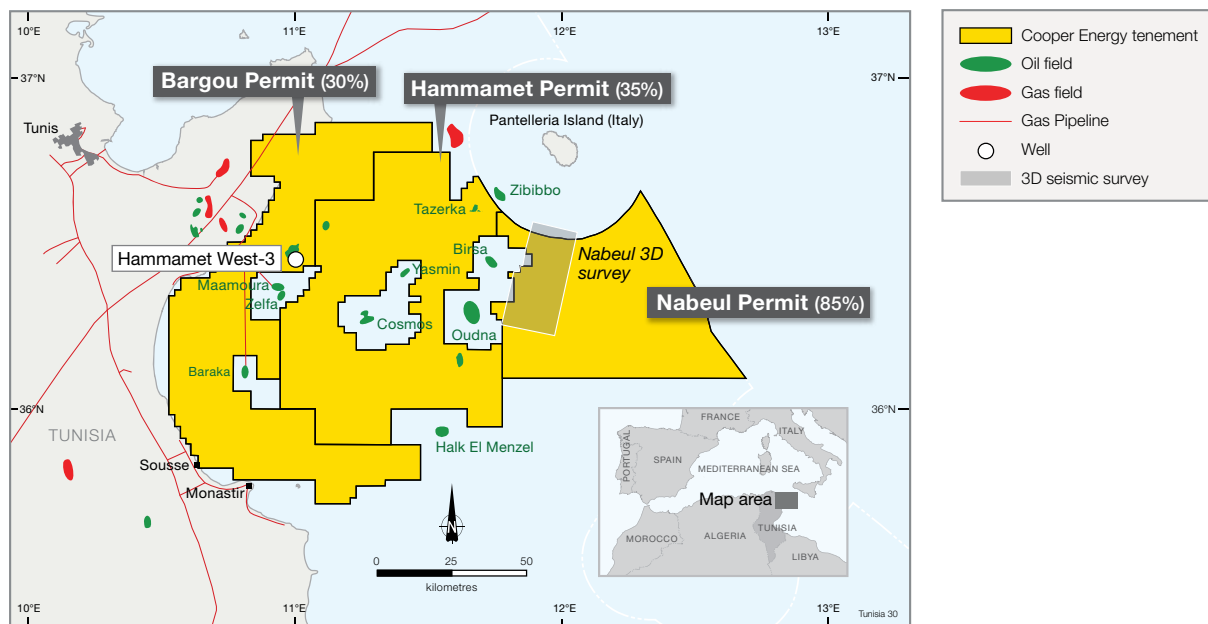 10°E
11°E
12°E
13°E
37°N
37°N
Bargou Permit (30%)
Hammamet Permit (35%)
Pantelleria Island (Italy)
Tunis
Zibibbo
Tazerka
Birsa
Nabeul 3D
survey
Hammamet West-3
Yasmin
Maamoura
Zelfa
Nabeul Permit (85%)
Cosmos
Oudna
Baraka
36°N
36°N
TUNISIA
Halk El Menzel
Sousse
Monastir
N
0
25
50
kilometres
FRANCE
ITALY
PORTUGAL
SPAIN
MEDITERRANEAN SEA
Map area
TUNISIA
MOROCCO
ALGERIA
LIBYA
10°E
11°E
12°E
13°E
Tunisia 30
Cooper Energy tenement
Oil field
Gas field
Gas Pipeline
Well
3D seismic survey